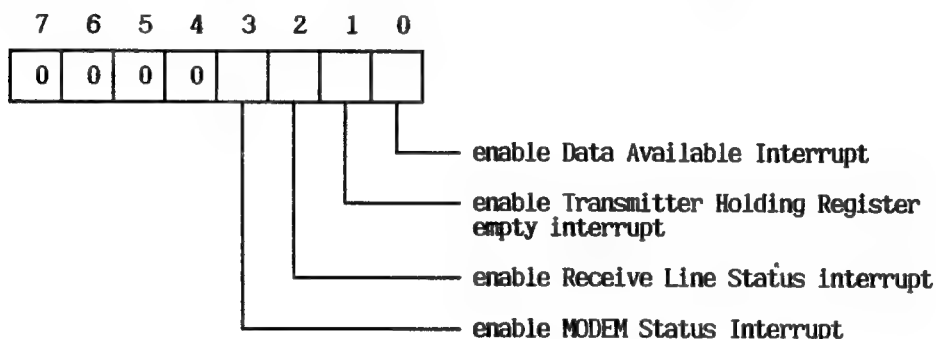 7 6 5 4 3 2 1 0
0 0 0 0
enable Data Available Interrupt
enable Transmitter Holding Register
empty interrupt
enable Receive Line Status interrupt
enable MODEM Status Interrupt